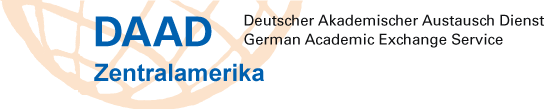 DAAD
Zentralamerika
Deutscher Akademischer Austausch Dienst
German Academic Exchange Service